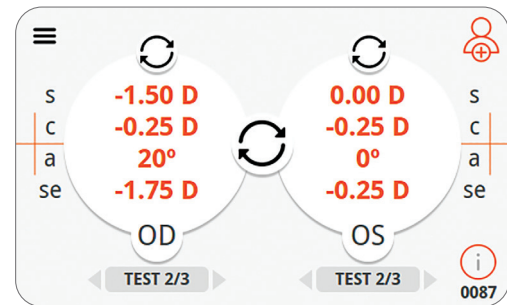 s -1.50 D 0.00 D s
c -0.25 D -0.25 D c
a 20º 0º a
se -1.75 D -0.25 D se
OD OS
TEST 2/3 TEST 2/3
i
0087